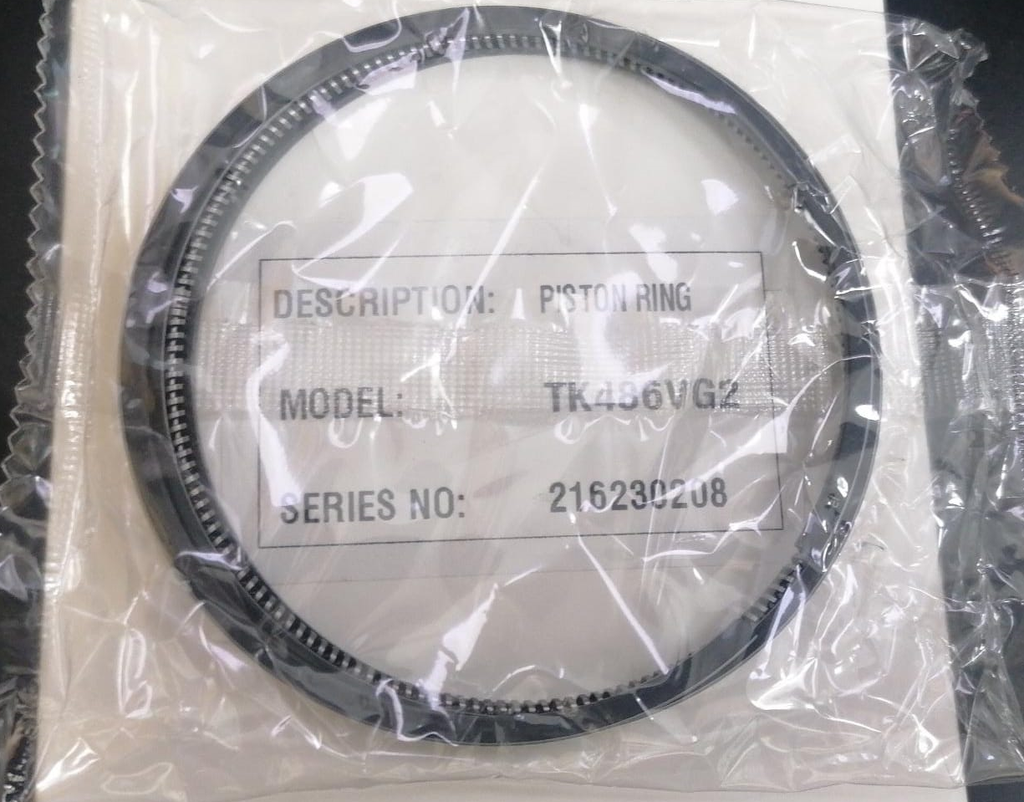 DESCRIPTION: PISTON RING
MODEL: TK486VG2
SERIES NO: 216230208